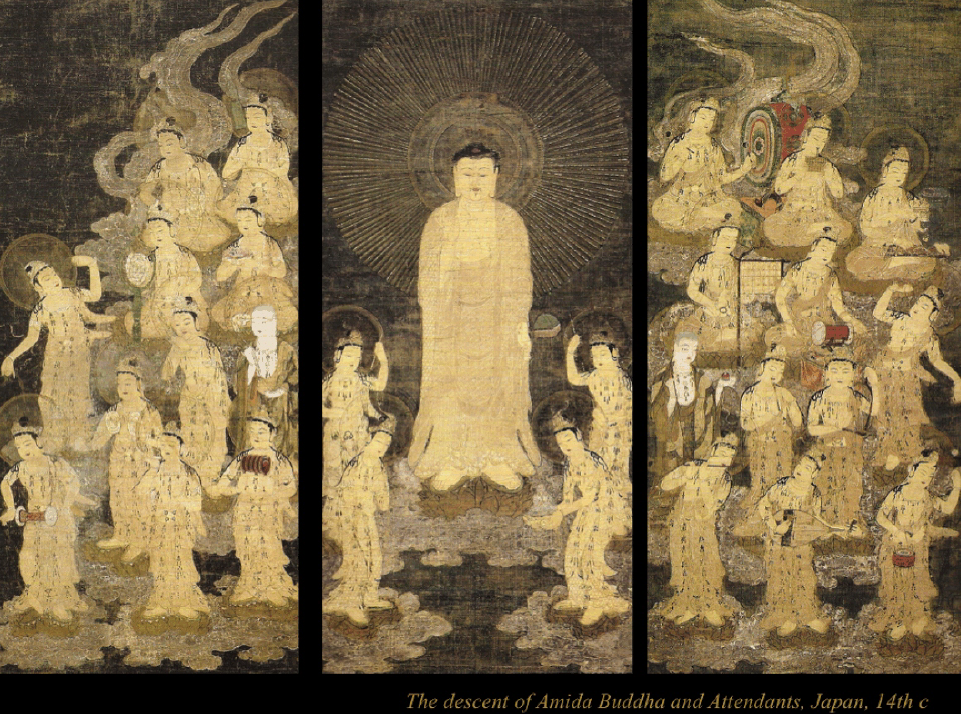 The descent of Amida Buddha and Attendants, Japan, 14th c